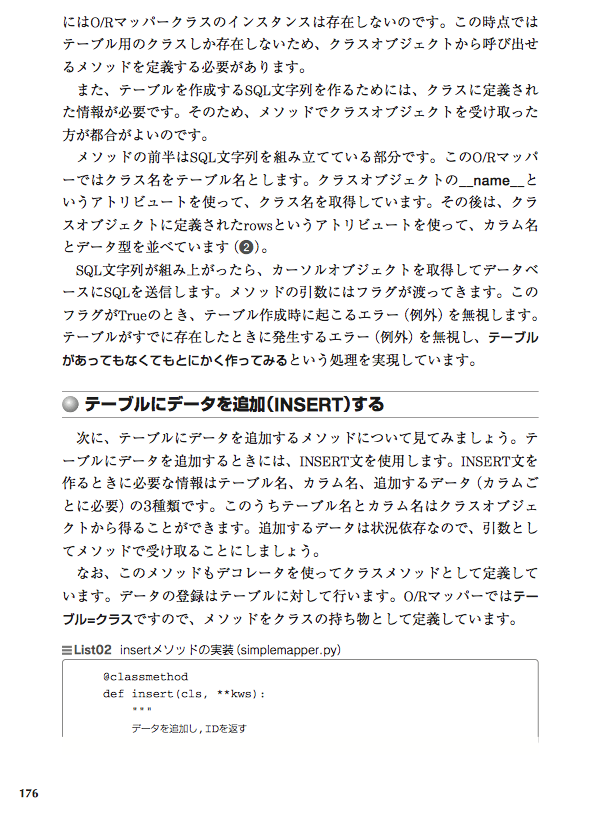 にはO/Rマッパークラスのインスタンスは存在しないのです。この時点では
テーブル用のクラスしか存在しないため、クラスオブジェクトから呼び出せ
るメソッドを定義する必要があります。
また、テーブルを作成するSQL文字列を作るためには、クラスに定義され
た情報が必要です。そのため、メソッドでクラスオブジェクトを受け取った
方が都合がよいのです。
メソッドの前半はSQL文字列を組み立てている部分です。このO/Rマッパ
ーではクラス名をテーブル名とします。クラスオブジェクトの__name__と
いうアトリビュートを使って、クラス名を取得しています。その後は、クラ
スオブジェクトに定義されたrowsというアトリビュートを使って、カラム名
とデータ型を並べています（❷）。
SQL文字列が組み上がったら、カーソルオブジェクトを取得してデータベ
ースにSQLを送信します。メソッドの引数にはフラグが渡ってきます。この
フラグがTrueのとき、テーブル作成時に起こるエラー（例外）を無視します。
テーブルがすでに存在したときに発生するエラー（例外）を無視し、テーブル
があってもなくてもとにかく作ってみるという処理を実現しています。
テーブルにデータを追加（INSERT）する
次に、テーブルにデータを追加するメソッドについて見てみましょう。テ
ーブルにデータを追加するときには、INSERT文を使用します。INSERT文を
作るときに必要な情報はテーブル名、カラム名、追加するデータ（カラムご
とに必要）の3種類です。このうちテーブル名とカラム名はクラスオブジェ
クトから得ることができます。追加するデータは状況依存なので、引数とし
てメソッドで受け取ることにしましょう。
なお、このメソッドもデコレータを使ってクラスメソッドとして定義して
います。データの登録はテーブルに対して行います。O/Rマッパーではテー
ブル=クラスですので、メソッドをクラスの持ち物として定義しています。
List02 insertメソッドの実装（simplemapper.py）
@classmethod
def insert(cls, **kws):
"""
データを追加し,IDを返す
176